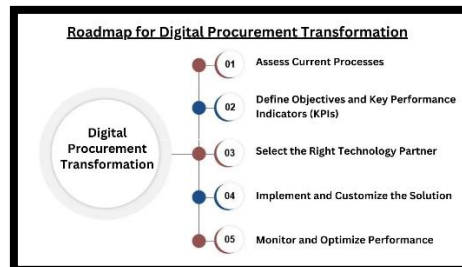 Roadmap for Digital Procurement Transformation
01
Assess Current Processes
02
Define Objectives and Key Performance
Indicators (KPIs)
Digital
Procurement
Transformation
03
Select the Right Technology Partner
04
Implement and Customize the Solution
05
Monitor and Optimize Performance